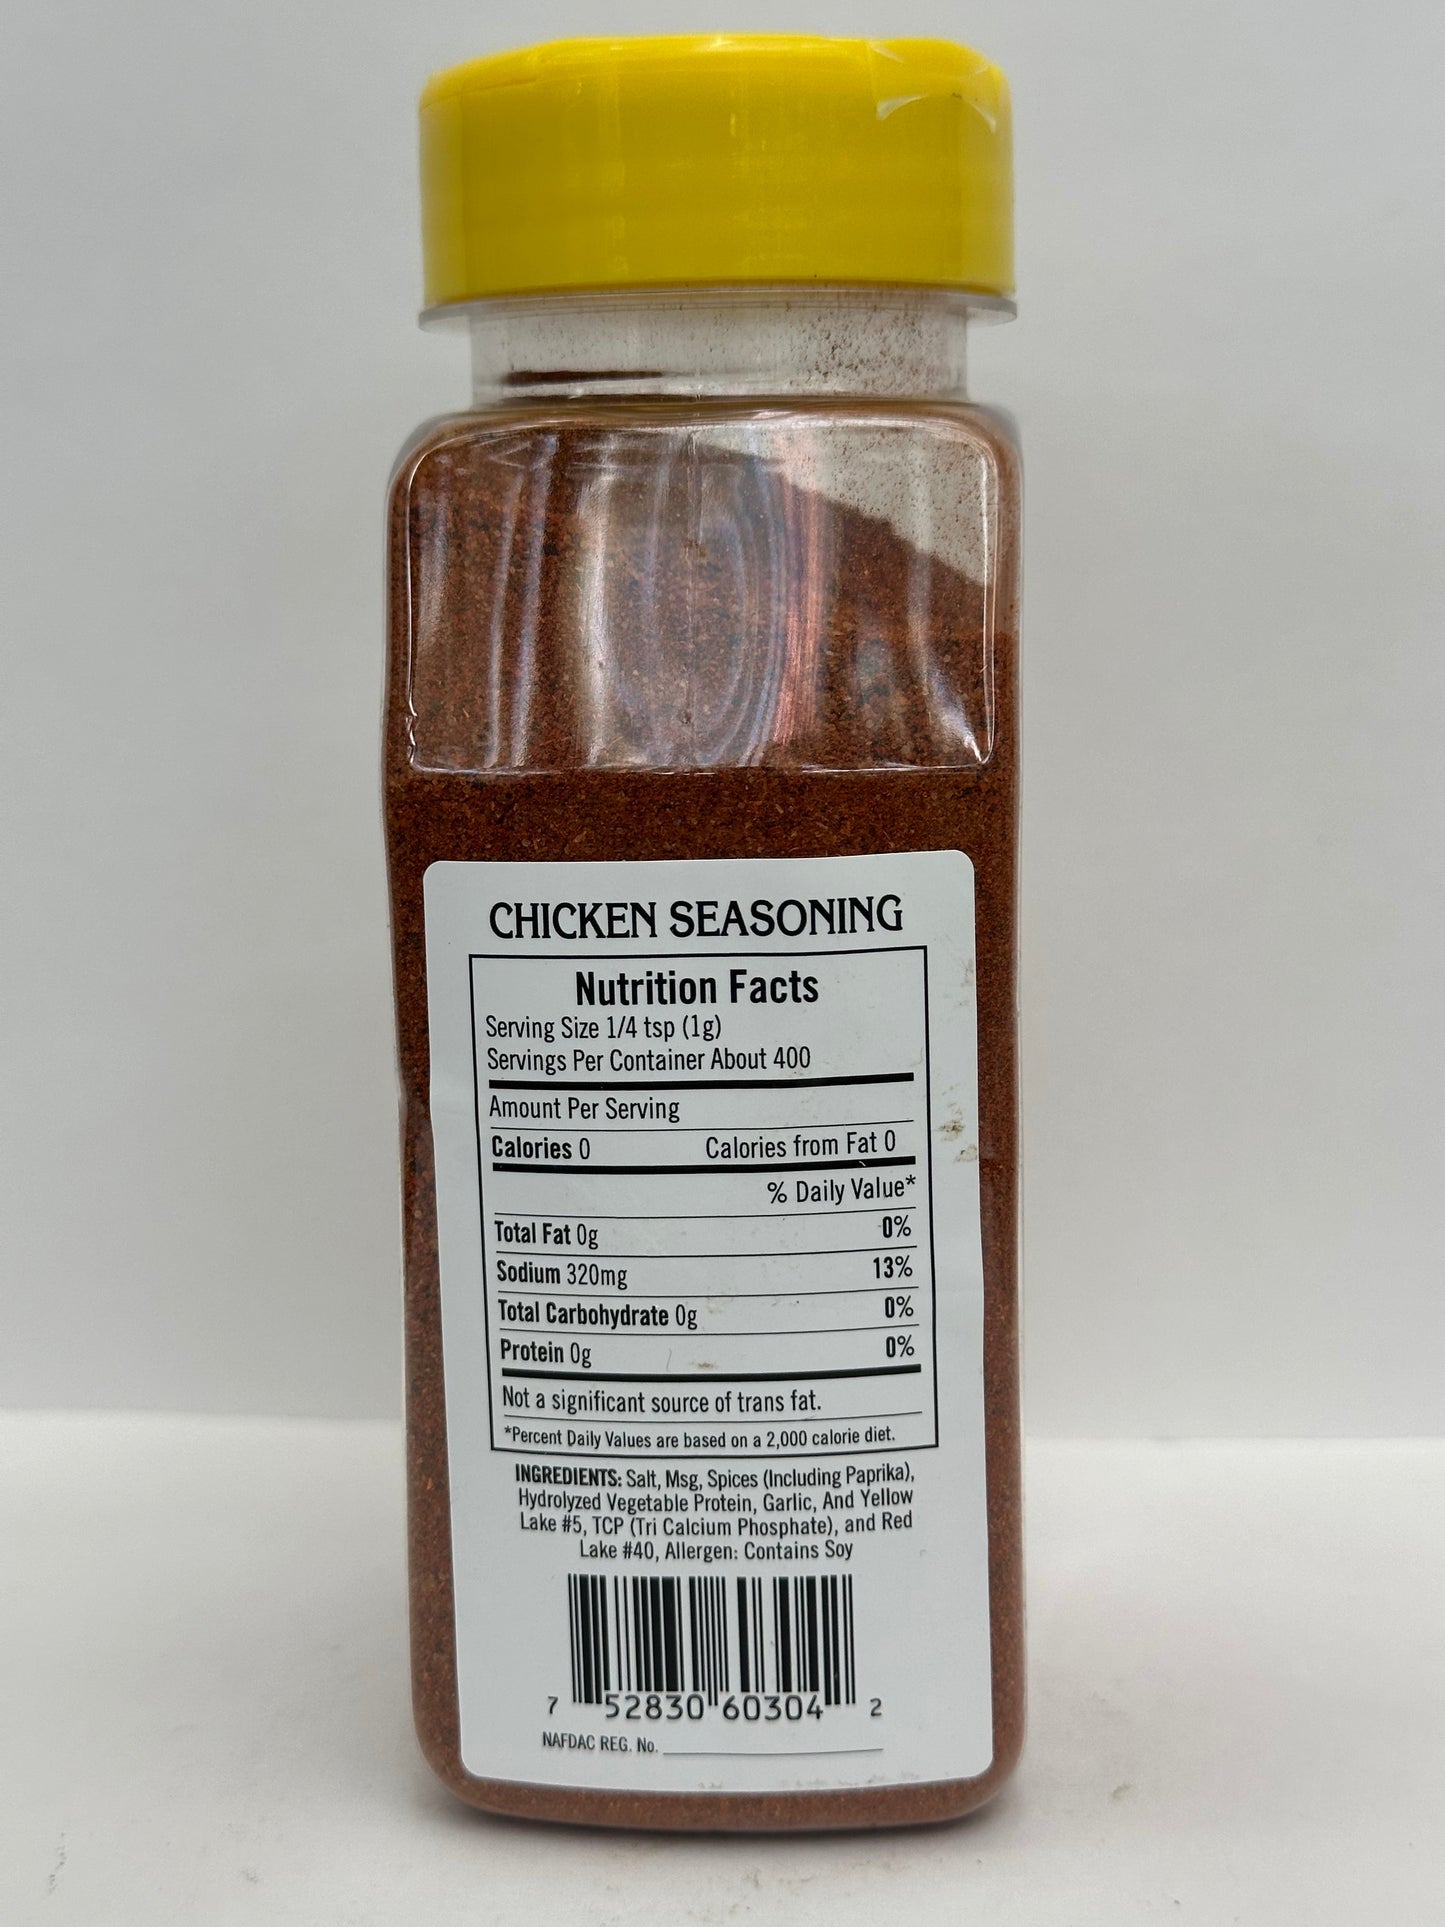 CHICKEN SEASONING
Nutrition Facts
Serving Size 1/4 tsp (1g)
Servings Per Container About 400
Amount Per Serving
Calories 0 Calories from Fat 0
% Daily Value*
Total Fat 0g 0%
Sodium 320mg 13%
Total Carbohydrate 0g 0%
Protein 0g 0%
Not a significant source of trans fat.
*Percent Daily Values are based on a 2,000 calorie diet.
INGREDIENTS: Salt, Msg, Spices (Including Paprika),
Hydrolyzed Vegetable Protein, Garlic, And Yellow
Lake #5, TCP (Tri Calcium Phosphate), and Red
Lake #40, Allergen: Contains Soy
7 52830 60304 2
NAFDAC REG. No.